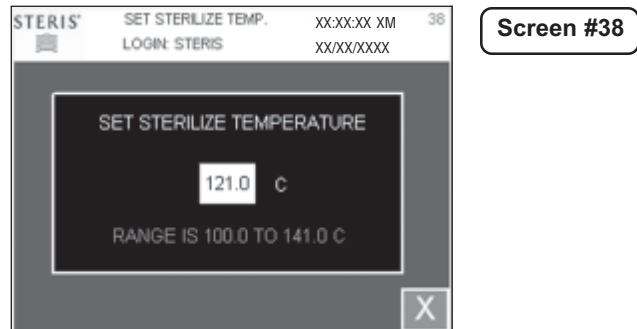 STERIS®
SET STERILIZE TEMP.
XX:XX:XX XM
38
LOGIN: STERIS
XX/XX/XXXX
Screen #38
SET STERILIZE TEMPERATURE
121.0 C
RANGE IS 100.0 TO 141.0 C
X